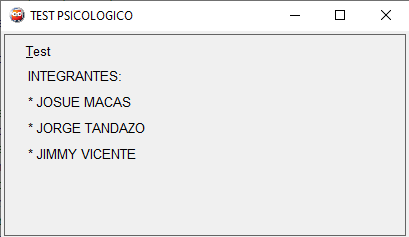 TEST PSICOLOGICO
Test
INTEGRANTES:
* JOSUE MACAS
* JORGE TANDAZO
* JIMMY VICENTE